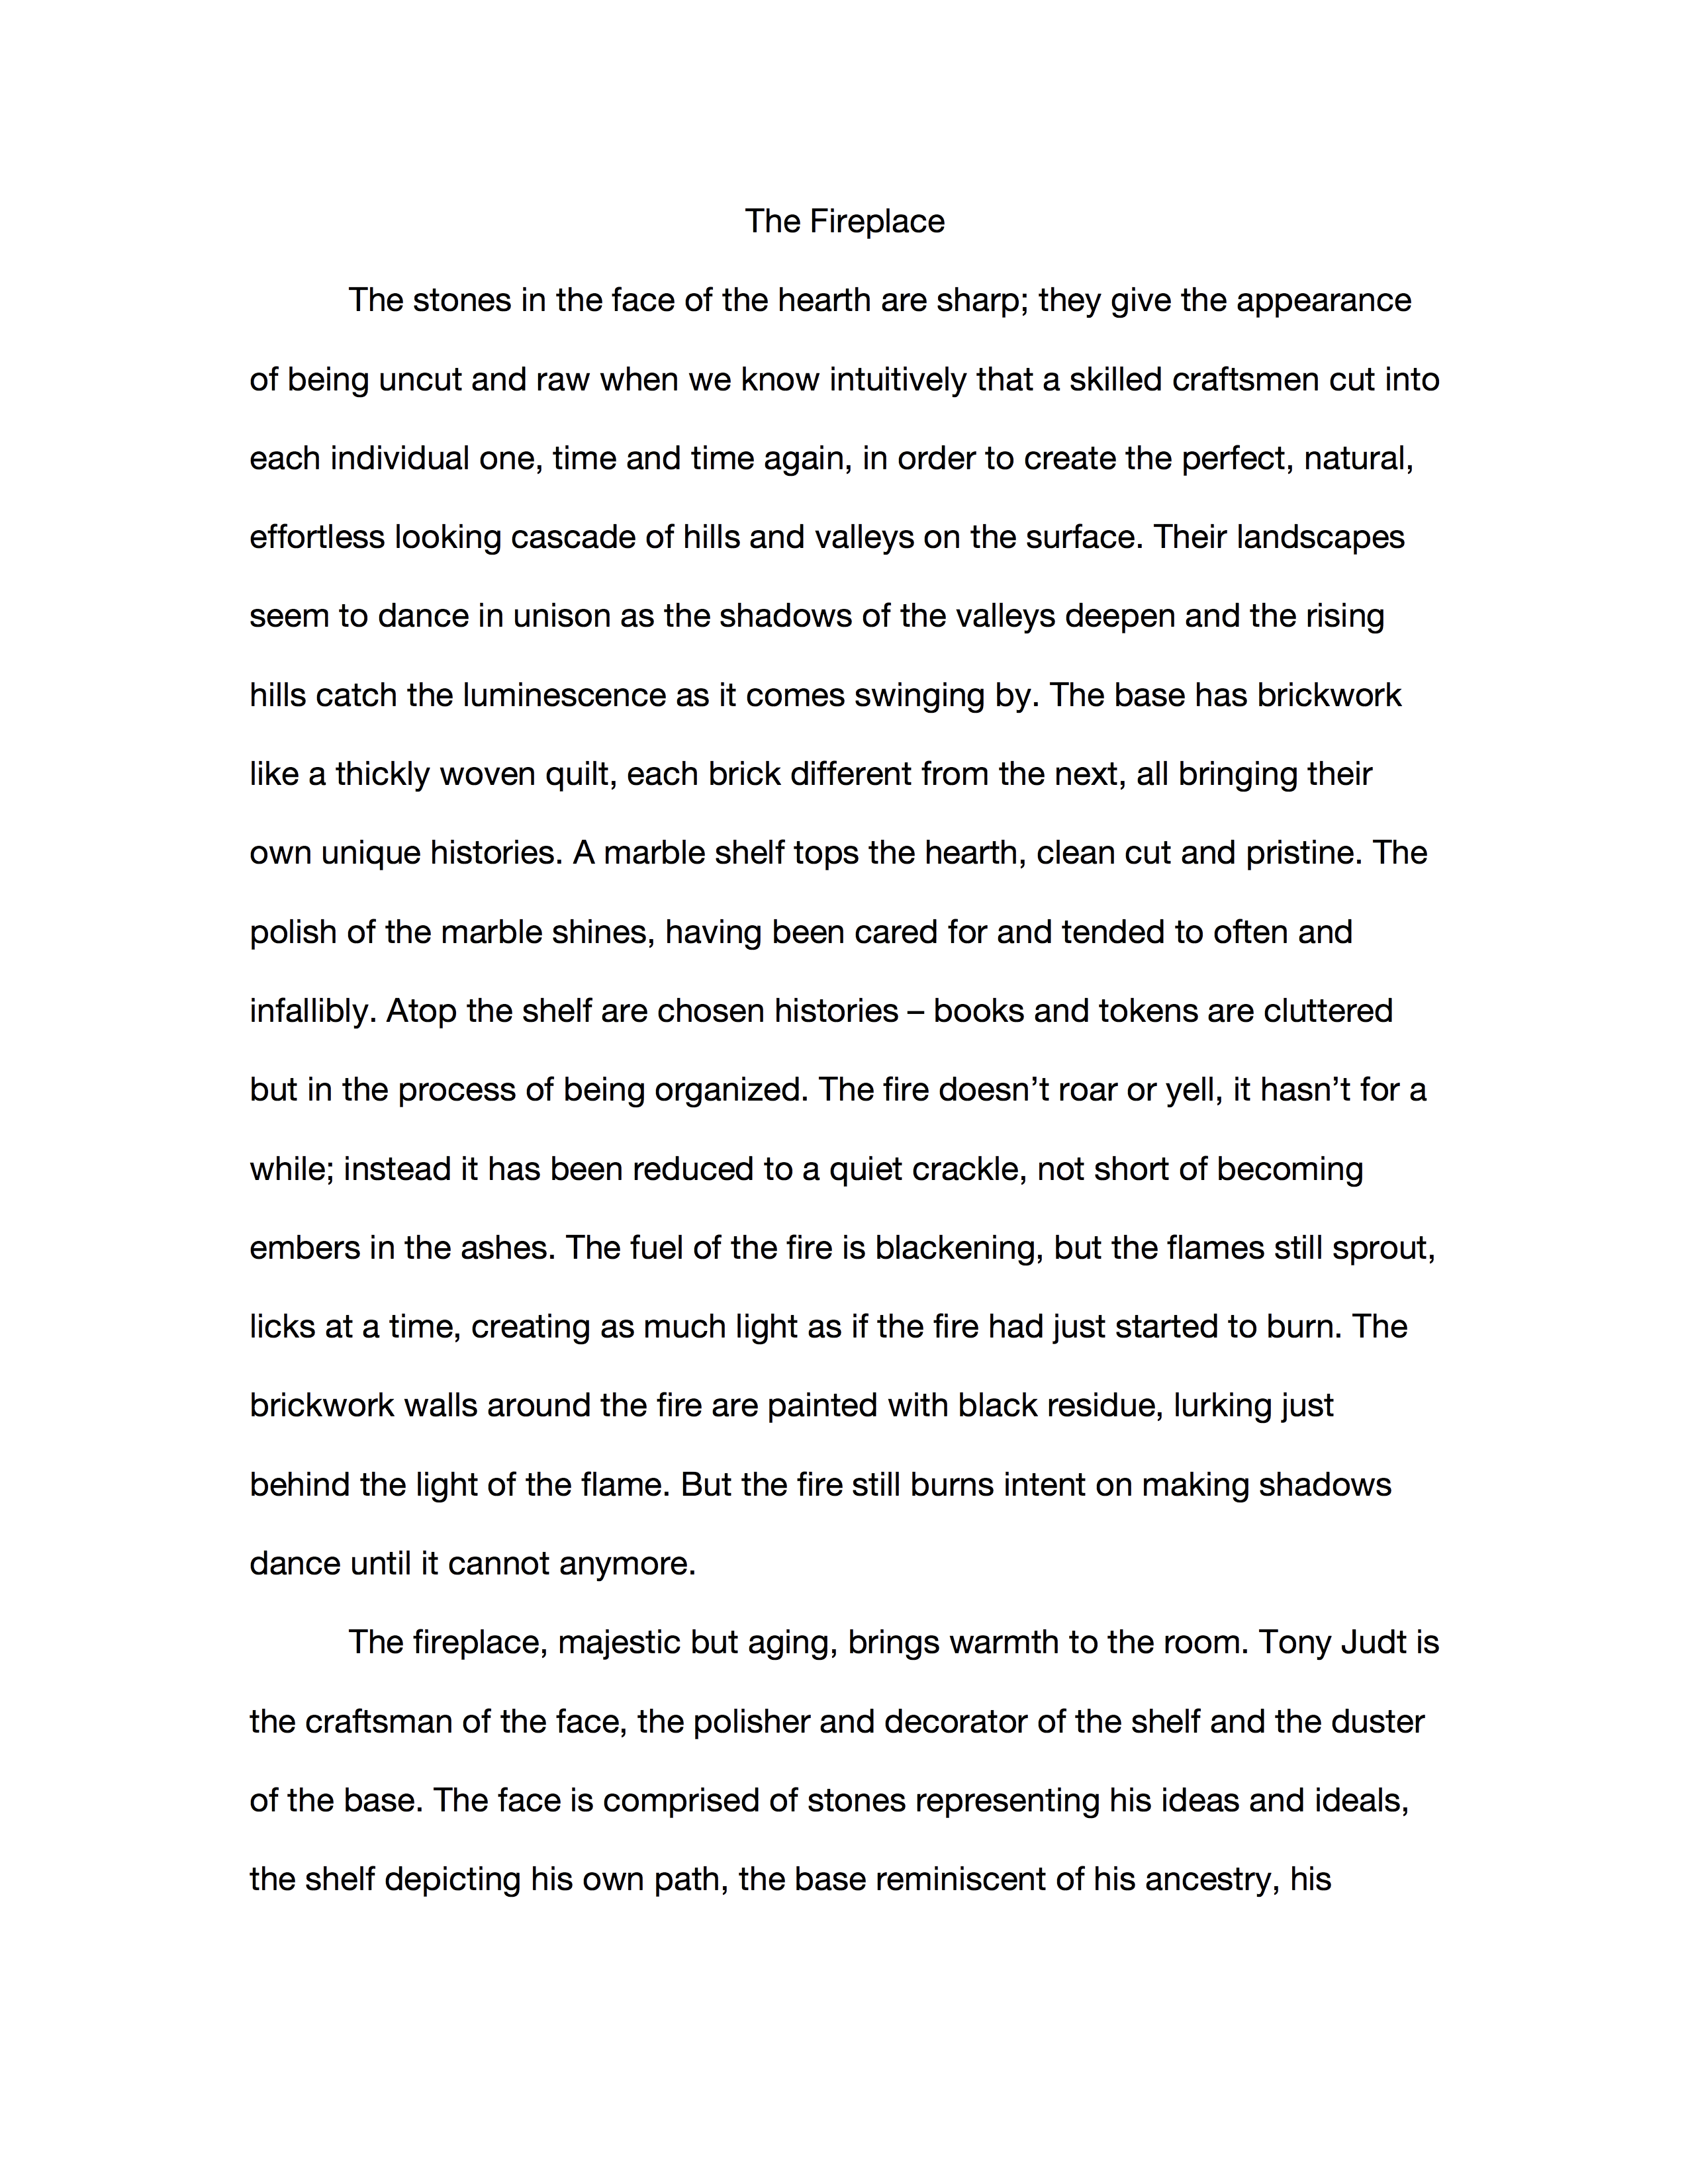 The Fireplace
The stones in the face of the hearth are sharp; they give the appearance
of being uncut and raw when we know intuitively that a skilled craftsmen cut into
each individual one, time and time again, in order to create the perfect, natural,
effortless looking cascade of hills and valleys on the surface. Their landscapes
seem to dance in unison as the shadows of the valleys deepen and the rising
hills catch the luminescence as it comes swinging by. The base has brickwork
like a thickly woven quilt, each brick different from the next, all bringing their
own unique histories. A marble shelf tops the hearth, clean cut and pristine. The
polish of the marble shines, having been cared for and tended to often and
infallibly. Atop the shelf are chosen histories – books and tokens are cluttered
but in the process of being organized. The fire doesn’t roar or yell, it hasn’t for a
while; instead it has been reduced to a quiet crackle, not short of becoming
embers in the ashes. The fuel of the fire is blackening, but the flames still sprout,
licks at a time, creating as much light as if the fire had just started to burn. The
brickwork walls around the fire are painted with black residue, lurking just
behind the light of the flame. But the fire still burns intent on making shadows
dance until it cannot anymore.
The fireplace, majestic but aging, brings warmth to the room. Tony Judt is
the craftsman of the face, the polisher and decorator of the shelf and the duster
of the base. The face is comprised of stones representing his ideas and ideals,
the shelf depicting his own path, the base reminiscent of his ancestry, his